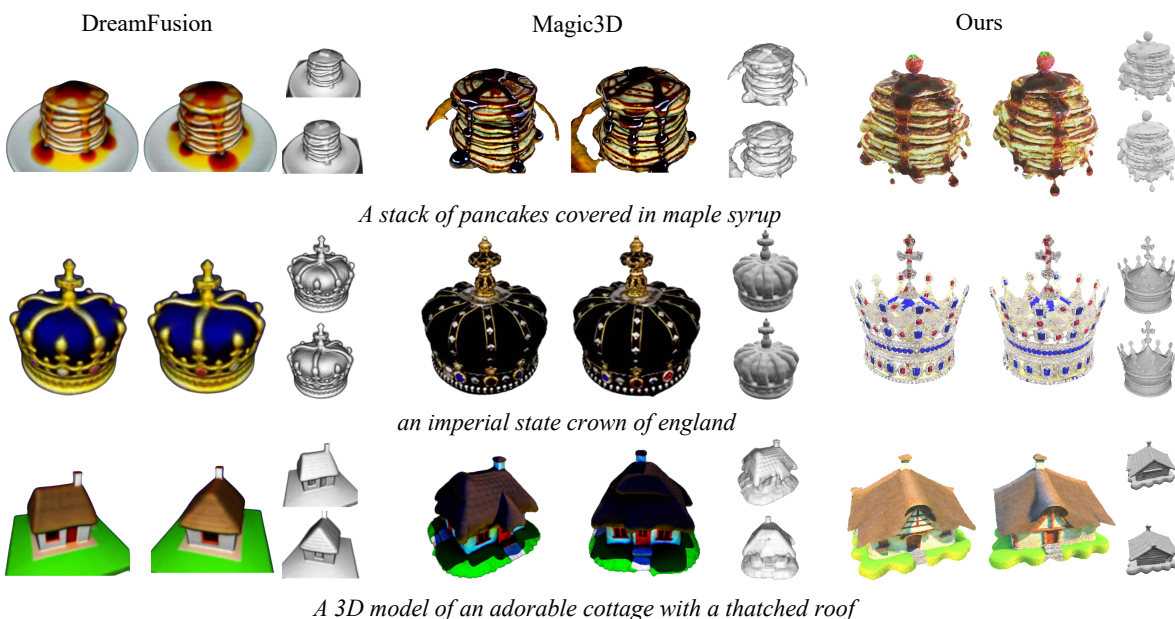 DreamFusion Magic3D Ours
A stack of pancakes covered in maple syrup
an imperial state crown of england
A 3D model of an adorable cottage with a thatched roof